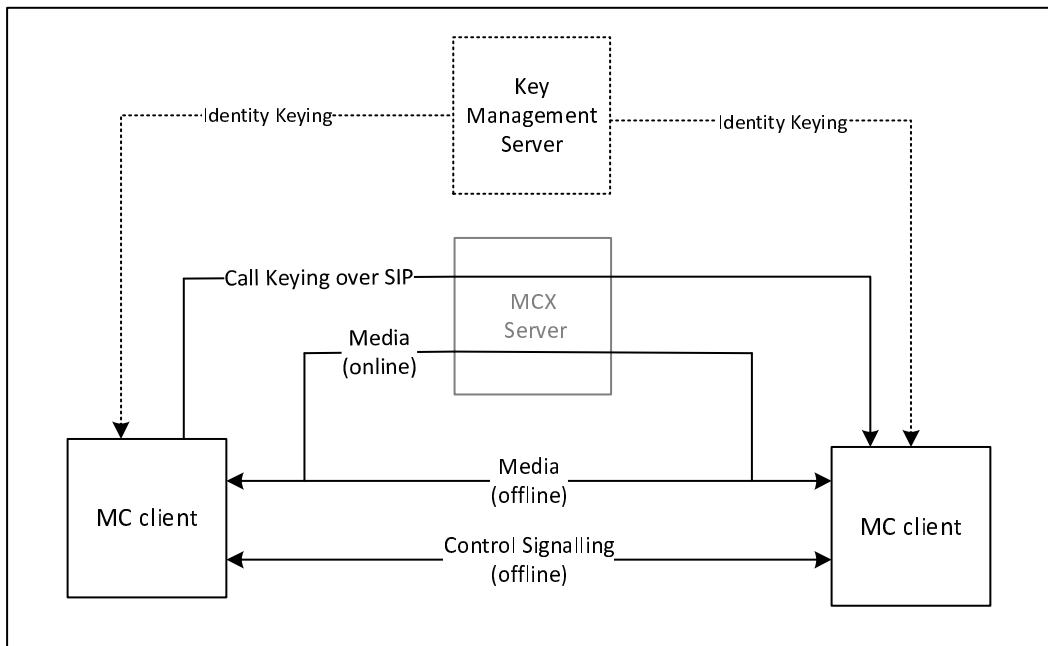 Key
Management
Server
Identity Keying
Identity Keying
Call Keying over SIP
MCX
Server
Media
(online)
Media
(offline)
MC client
MC client
Control Signalling
(offline)